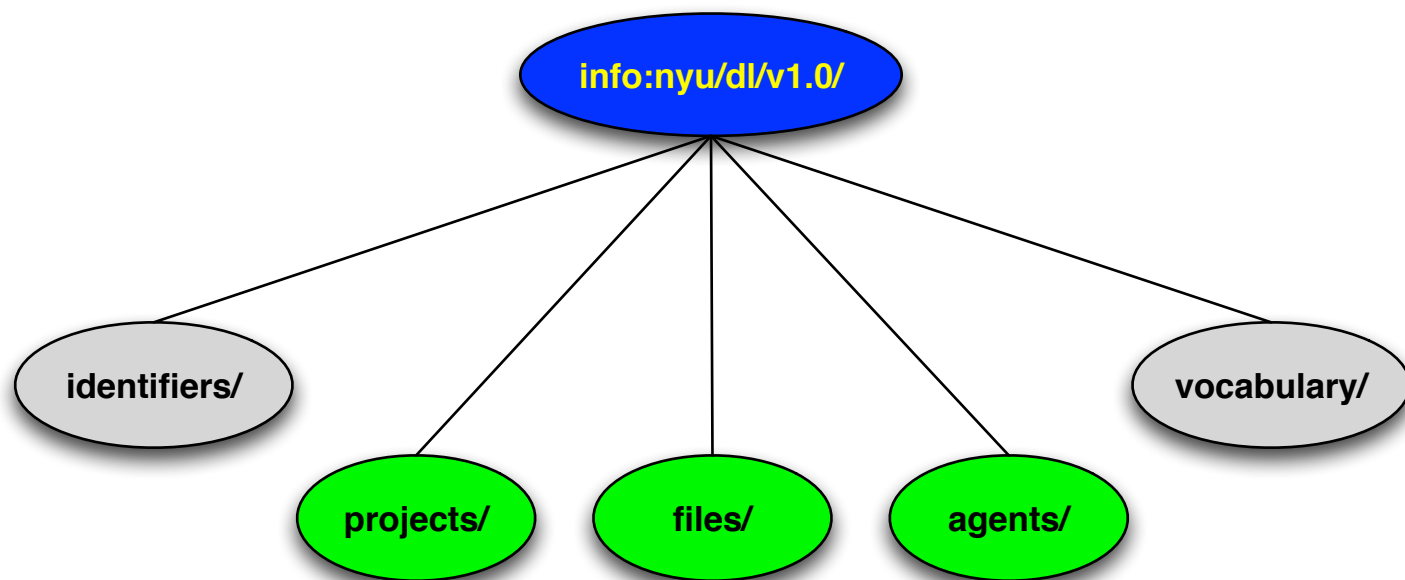 info:nyu/dl/v1.0/
identifiers/
vocabulary/
projects/
files/
agents/